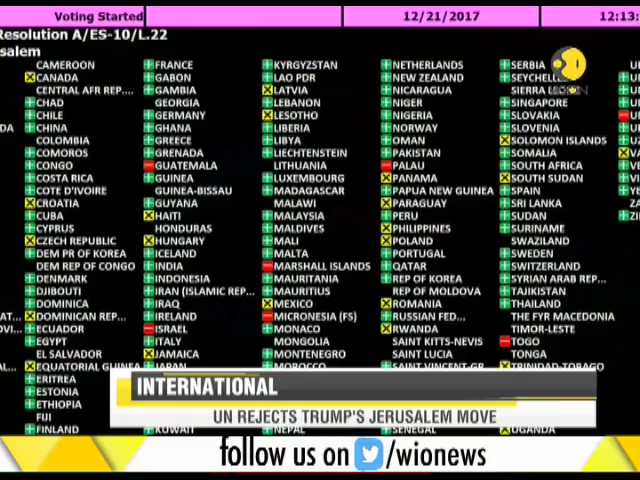 Voting Started
12/21/2017
12:13:
Resolution A/ES-10/L.22
CAMEROON
CANADA
CENTRAL AFR REP....
CHAD
CHILE
CHINA
COLOMBIA
COMOROS
CONGO
COSTA RICA
COTE D'IVOIRE
CROATIA
CUBA
CYPRUS
CZECH REPUBLIC
DEM PR OF KOREA
DEM REP OF CONGO
DENMARK
DJIBOUTI
DOMINICA
DOMINICAN REP...
ECUADOR
EGYPT
EL SALVADOR
EQUATORIAL GUINEA
ERITREA
ESTONIA
ETHIOPIA
FIJI
FINLAND
FRANCE
GABON
GAMBIA
GEORGIA
GERMANY
GHANA
GREECE
GRENADA
GUATEMALA
GUINEA
GUINEA-BISSAU
GUYANA
HAITI
HONDURAS
HUNGARY
ICELAND
INDIA
INDONESIA
IRAN (ISLAMIC REP...
IRAQ
IRELAND
ISRAEL
ITALY
JAMAICA
JAPAN
KUWAIT
KYRGYZSTAN
LAO PDR
LATVIA
LEBANON
LESOTHO
LIBERIA
LIBYA
LIECHTENSTEIN
LITHUANIA
LUXEMBOURG
MADAGASCAR
MALAWI
MALAYSIA
MALDIVES
MALI
MALTA
MARSHALL ISLANDS
MAURITANIA
MAURITIUS
MEXICO
MICRONESIA (FS)
MONACO
MONGOLIA
MONTENEGRO
MOROCCO
NEPAL
NETHERLANDS
NEW ZEALAND
NICARAGUA
NIGER
NIGERIA
NORWAY
OMAN
PAKISTAN
PALAU
PANAMA
PAPUA NEW GUINEA
PARAGUAY
PERU
PHILIPPINES
POLAND
PORTUGAL
QATAR
REP OF KOREA
REP OF MOLDOVA
ROMANIA
RUSSIAN FED...
RWANDA
SAINT KITTS-NEVIS
SAINT LUCIA
SAINT VINCENT-GR
SENEGAL
SERBIA
SEYCHELLES
SIERRA
SINGAPORE
SLOVAKIA
SLOVENIA
SOLOMON ISLANDS
SOMALIA
SOUTH AFRICA
SOUTH SUDAN
SPAIN
SRI LANKA
SUDAN
SURINAME
SWAZILAND
SWEDEN
SWITZERLAND
SYRIAN ARAB REP...
TAJIKISTAN
THAILAND
THE FYR MACEDONIA
TIMOR-LESTE
TOGO
TONGA
TRINIDAD-TOBAGO
UGANDA
WION
INTERNATIONAL
UN REJECTS TRUMP'S JERUSALEM MOVE
follow us on /wionews